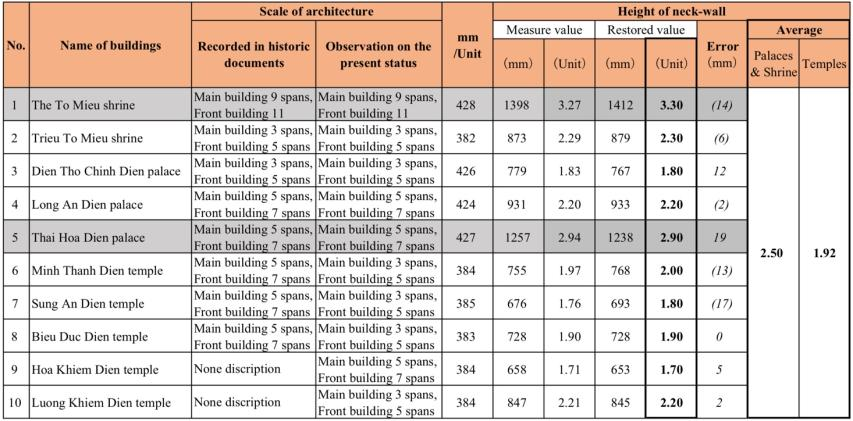 No.
Name of buildings
Scale of architecture
Recorded in historic
documents
Observation on the
present status
mm
/Unit
Height of neck-wall
Measure value
Restored value
(mm)
(Unit)
(mm)
(Unit)
Error
(mm)
Average
Palaces
& Shrine
Temples
1 The To Mieu shrine Main building 9 spans, Main building 9 spans, 428 1398 3.27 1412 3.30 (14)
Front building 11 Front building 11
2 Trieu To Mieu shrine Main building 3 spans, Main building 3 spans, 382 873 2.29 879 2.30 (6)
Front building 5 spans Front building 5 spans
3 Dien Tho Chinh Dien palace Main building 5 spans, Main building 5 spans, 426 779 1.83 767 1.80 12
Front building 5 spans Front building 5 spans
4 Long An Dien palace Main building 5 spans, Main building 5 spans, 424 931 2.20 933 2.20 (2)
Front building 7 spans Front building 7 spans
5 Thai Hoa Dien palace Main building 5 spans, Main building 5 spans, 427 1257 2.94 1238 2.90 19
Front building 7 spans Front building 7 spans
2.50 1.92
6 Minh Thanh Dien temple Main building 5 spans, Main building 3 spans, 384 755 1.97 768 2.00 (13)
Front building 7 spans Front building 5 spans
7 Sung An Dien temple Main building 5 spans, Main building 3 spans, 385 676 1.76 693 1.80 (17)
Front building 7 spans Front building 5 spans
8 Bieu Duc Dien temple Main building 5 spans, Main building 3 spans, 383 728 1.90 728 1.90 0
Front building 7 spans Front building 5 spans
9 Hoa Khiem Dien temple None discription Main building 5 spans, 384 658 1.71 653 1.70 5
Front building 7 spans
10 Luong Khiem Dien temple None discription Main building 3 spans, 384 847 2.21 845 2.20 2
Front building 5 spans